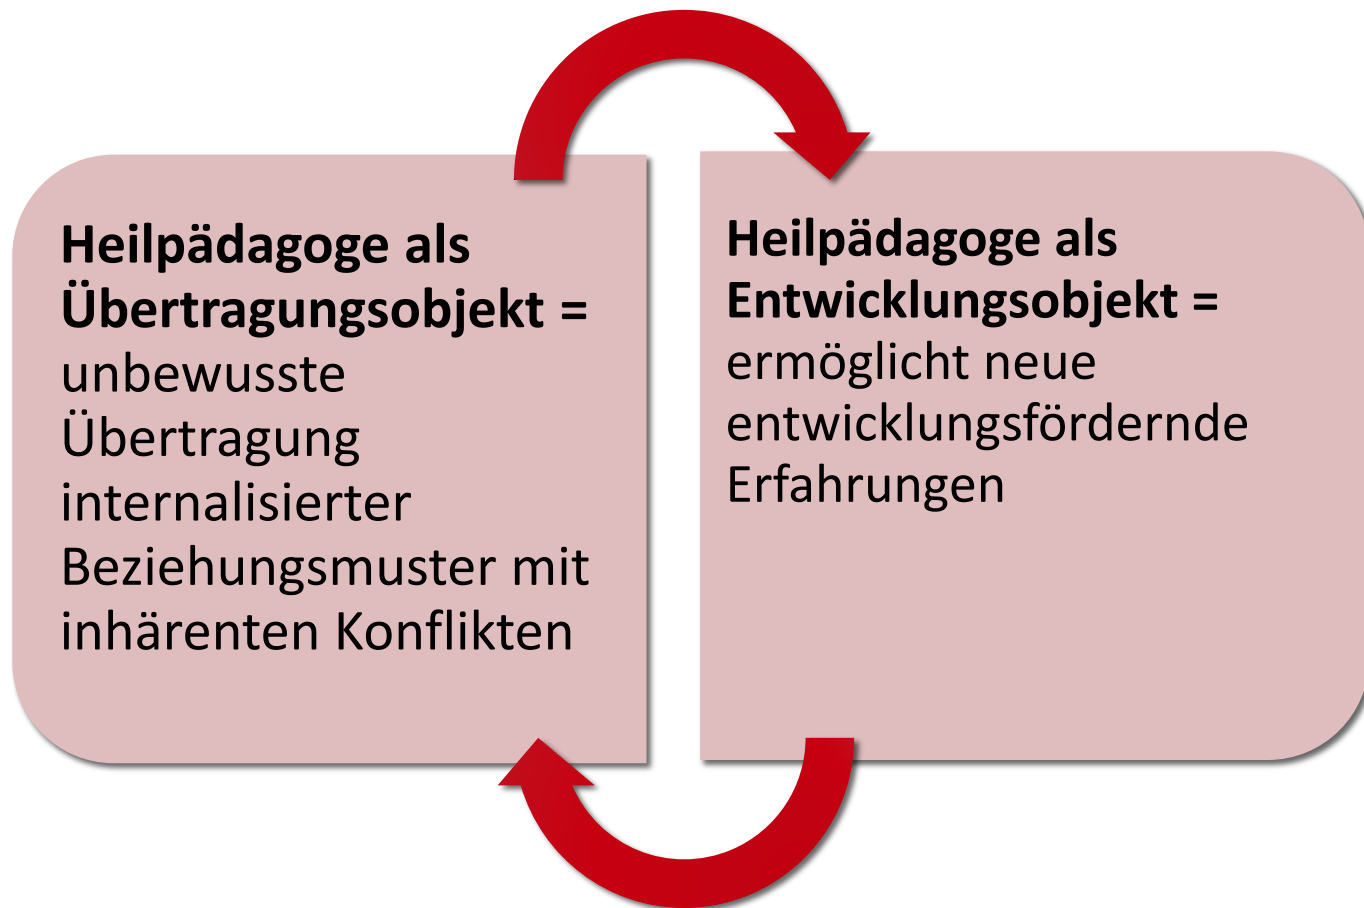 Heilpädagoge als
Übertragungsobjekt =
unbewusste
Übertragung
internalisierter
Beziehungsmuster mit
inhärenten Konflikten
Heilpädagoge als
Entwicklungsobjekt =
ermöglicht neue
entwicklungsfördernde
Erfahrungen